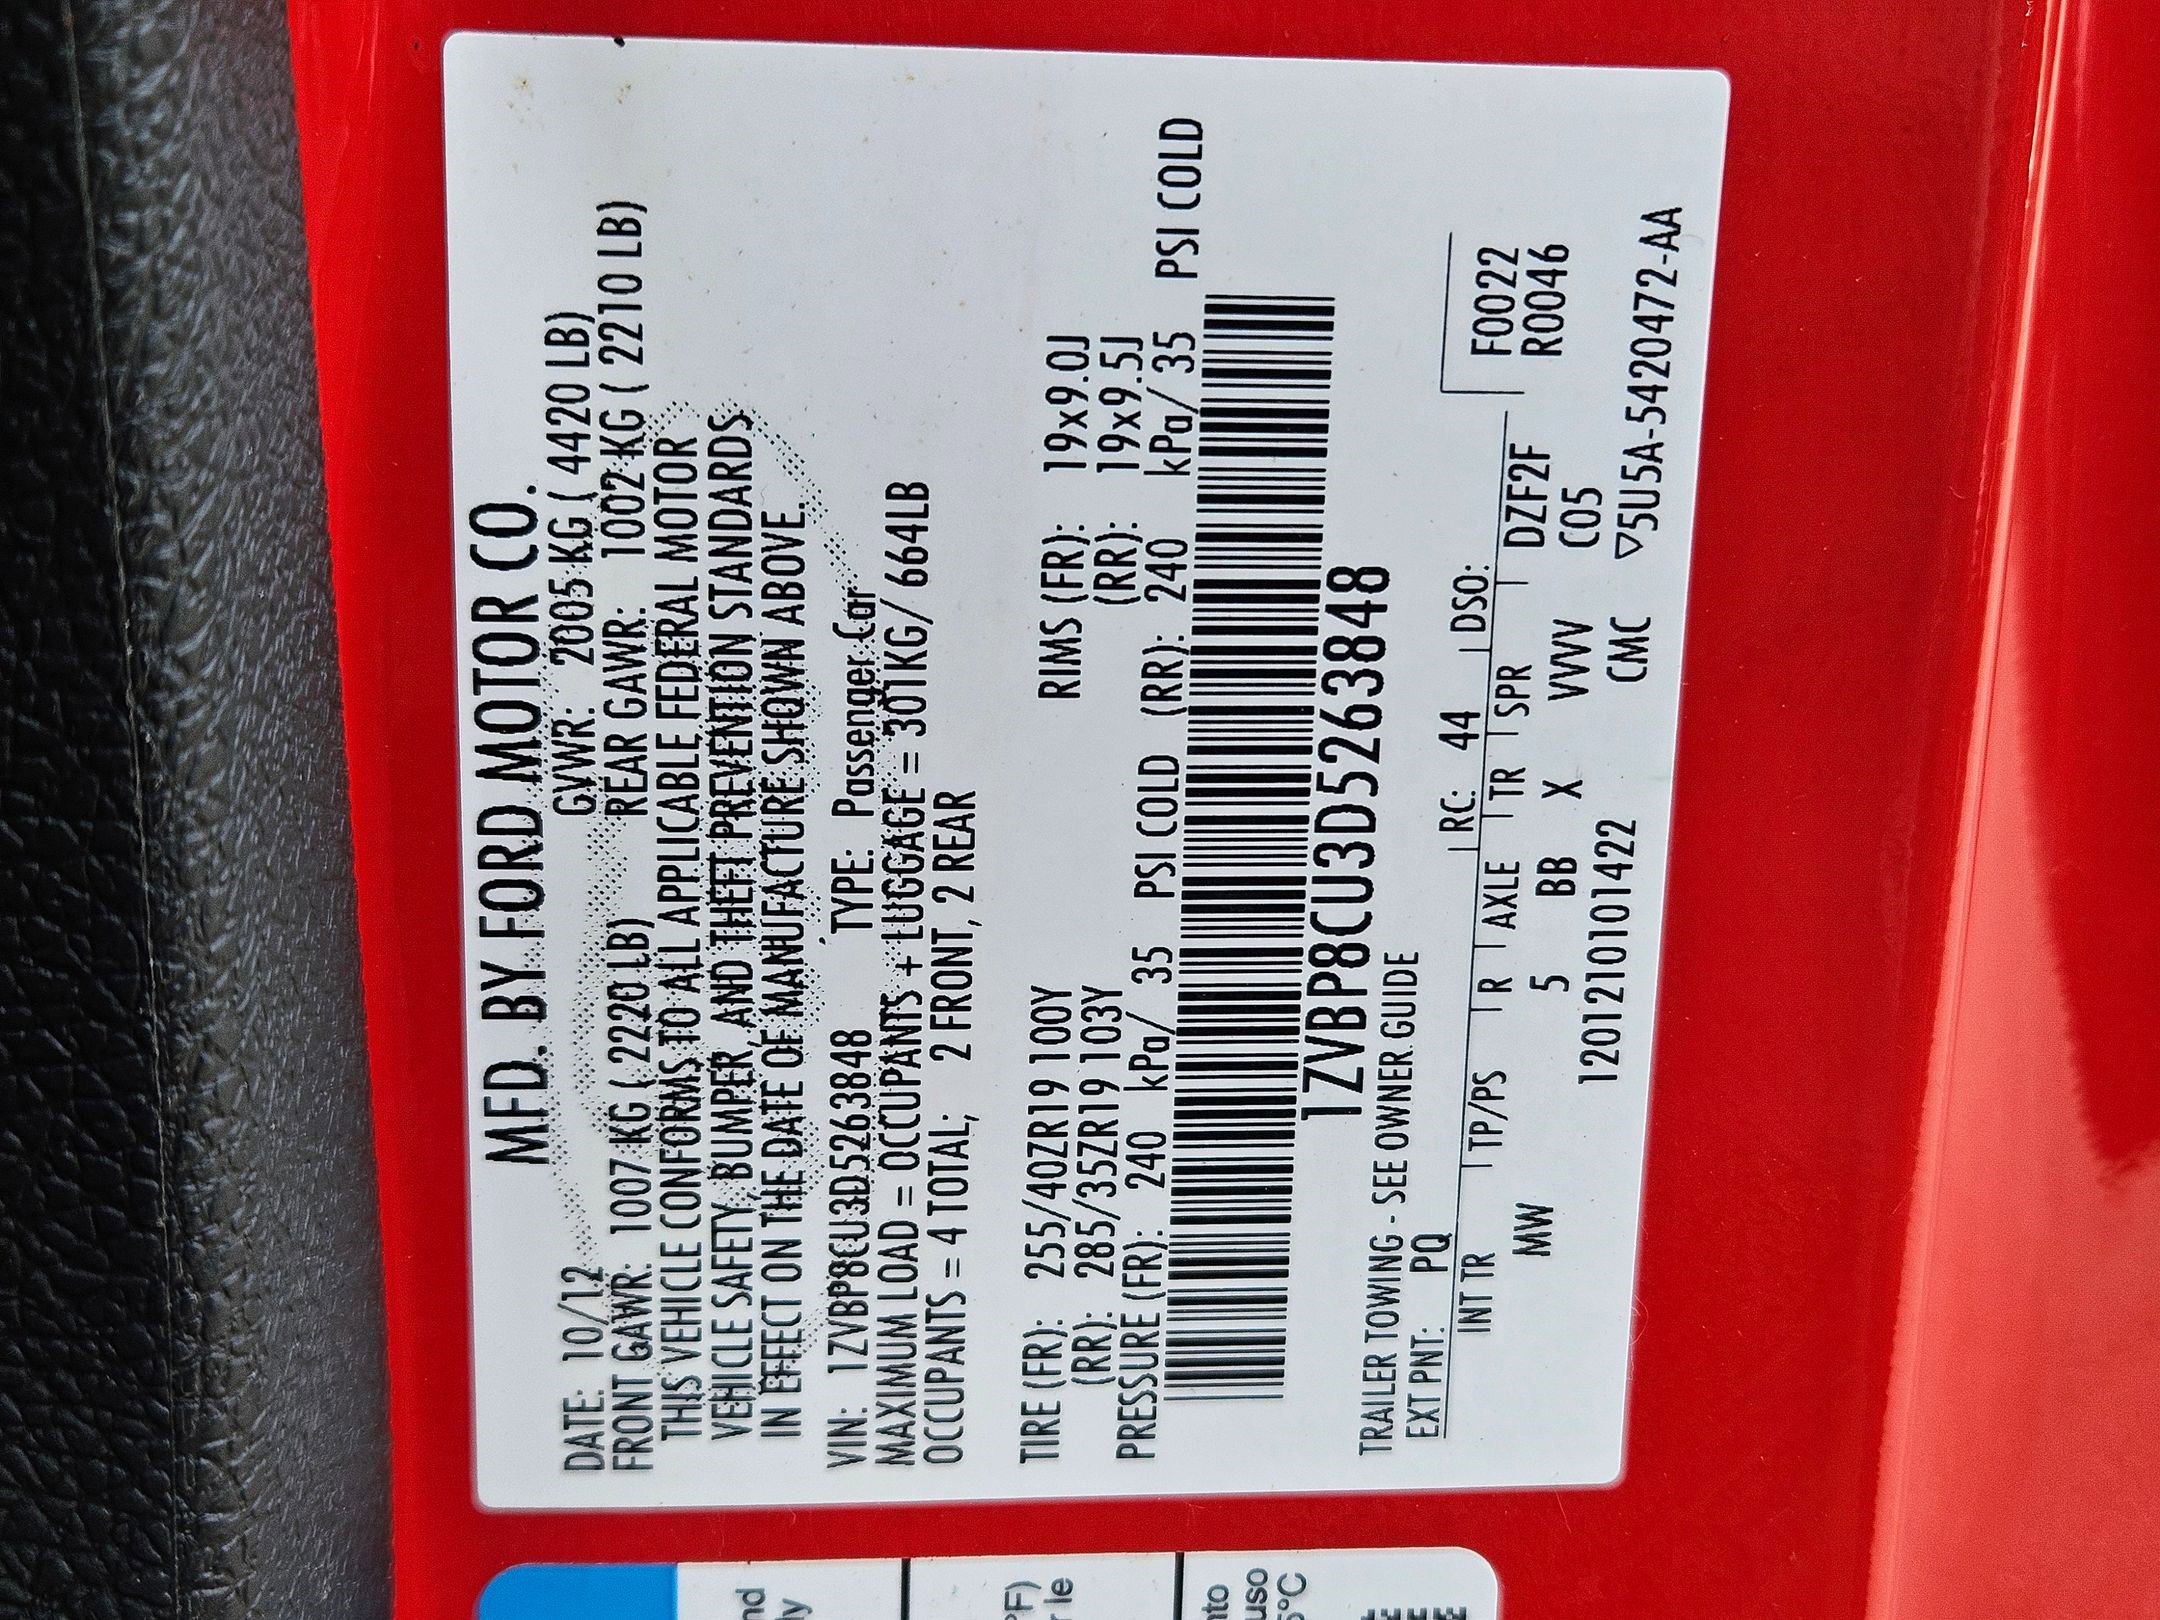 MFD. BY FORD MOTOR CO.
DATE: 10/12 GVWR: 2005 KG ( 4420 LB)
FRONT GAWR: 1007 KG ( 2220 LB) REAR GAWR: 1002 KG ( 2210 LB)
THIS VEHICLE CONFORMS TO ALL APPLICABLE FEDERAL MOTOR
VEHICLE SAFETY, BUMPER, AND THEFT PREVENTION STANDARDS
IN EFFECT ON THE DATE OF MANUFACTURE SHOWN ABOVE.
VIN: 1ZVBP8CU3D5263848 TYPE: Passenger Car
MAXIMUM LOAD = OCCUPANTS + LUGGAGE = 301KG/ 664LB
OCCUPANTS = 4 TOTAL; 2 FRONT, 2 REAR
TIRE (FR): 255/40ZR19 100Y RIMS (FR): 19x9.0J
(RR): 285/35ZR19 103Y (RR): 19x9.5J
PRESSURE (FR): 240 kPa/ 35 PSI COLD (RR): 240 kPa/ 35 PSI COLD
1ZVBP8CU3D5263848
TRAILER TOWING - SEE OWNER GUIDE
EXT PNT: PQ RC: 44 DSO:
INT TR TP/PS R AXLE TR SPR DZF2F F0022
MW 5 BB X VVVV C05 R0046
120121010 1422 CMC ▽5U5A-5420472-AA